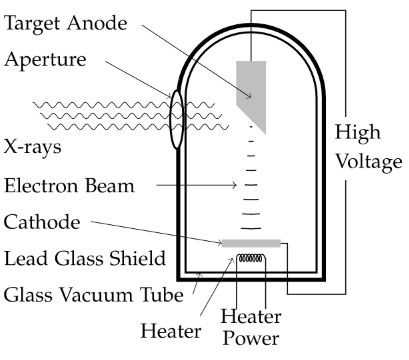 Target Anode
Aperture
X-rays
High
Voltage
Electron Beam
Cathode
Lead Glass Shield
Glass Vacuum Tube
Heater
Heater
Power